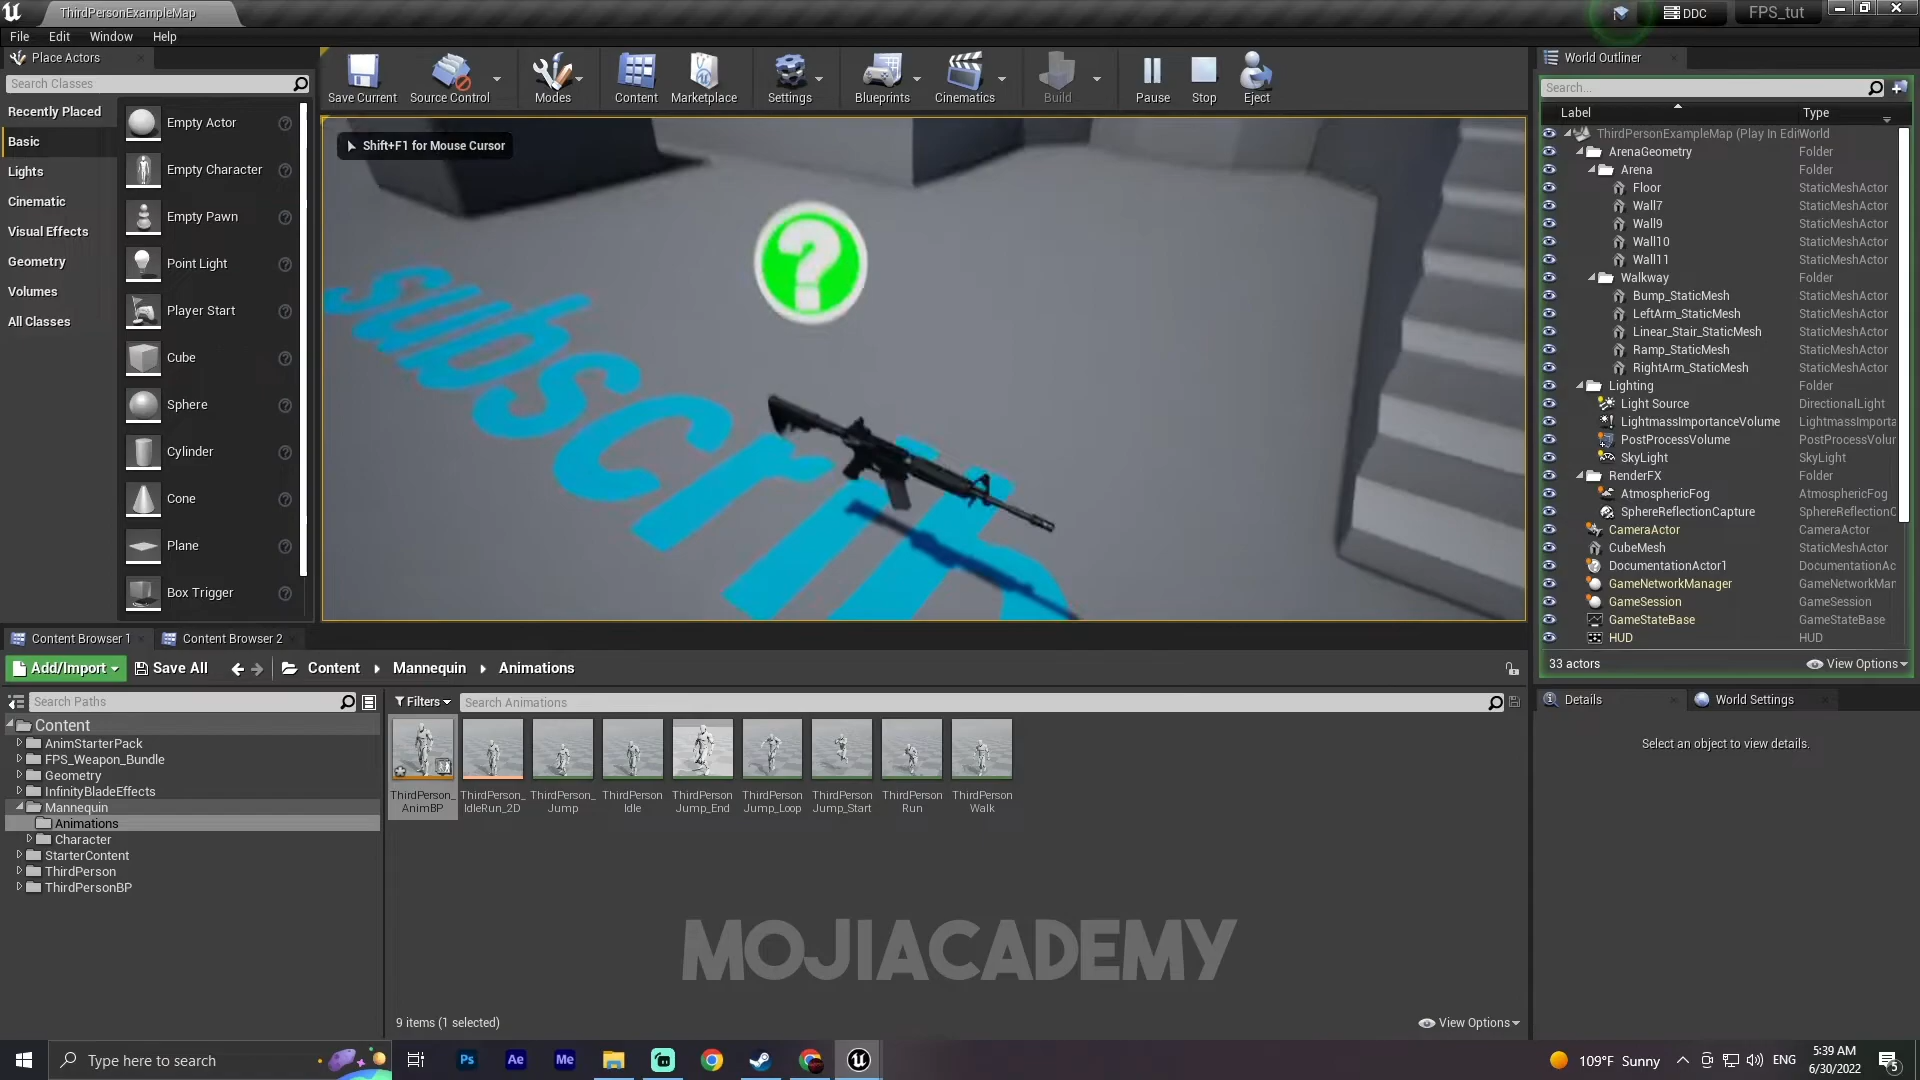 ThirdPersonExampleMap
DDC
FPS_tut
File Edit Window Help
Place Actors
Search Classes
Recently Placed
Basic
Lights
Cinematic
Visual Effects
Geometry
Volumes
All Classes
Empty Actor
Empty Character
Empty Pawn
Point Light
Player Start
Cube
Sphere
Cylinder
Cone
Plane
Box Trigger
Save Current
Source Control
Modes
Content
Marketplace
Settings
Blueprints
Cinematics
Build
Pause
Stop
Eject
Shift+F1 for Mouse Cursor
?
subscrib
World Outliner
Search...
Label Type
ThirdPersonExampleMap (Play In Edi World
ArenaGeometry Folder
Arena Folder
Floor StaticMeshActor
Wall7 StaticMeshActor
Wall9 StaticMeshActor
Wall10 StaticMeshActor
Wall11 StaticMeshActor
Walkway Folder
Bump_StaticMesh StaticMeshActor
LeftArm_StaticMesh StaticMeshActor
Linear_Stair_StaticMesh StaticMeshActor
Ramp_StaticMesh StaticMeshActor
RightArm_StaticMesh StaticMeshActor
Lighting Folder
Light Source DirectionalLight
LightmassImportanceVolume LightmassImporta
PostProcessVolume PostProcessVolur
SkyLight SkyLight
RenderFX Folder
AtmosphericFog AtmosphericFog
SphereReflectionCapture SphereReflectionC
CameraActor CameraActor
CubeMesh StaticMeshActor
DocumentationActor1 DocumentationAc
GameNetworkManager GameNetworkMar
GameSession GameSession
GameStateBase GameStateBase
HUD HUD
33 actors
View Options
Details
World Settings
Select an object to view details.
Content Browser 1
Content Browser 2
Add/Import
Save All
Content Mannequin Animations
Search Paths
Content
AnimStarterPack
FPS_Weapon_Bundle
Geometry
InfinityBladeEffects
Mannequin
Animations
Character
StarterContent
ThirdPerson
ThirdPersonBP
Filters
Search Animations
ThirdPerson_
AnimBP
ThirdPerson_
IdleRun_2D
ThirdPerson_
Jump
ThirdPerson
Idle
ThirdPerson
Jump_End
ThirdPerson
Jump_Loop
ThirdPerson
Jump_Start
ThirdPerson
Run
ThirdPerson
Walk
MOJIACADEMY
9 items (1 selected)
View Options
Type here to search
Ps
Ae
Me
109°F Sunny
ENG
5:39 AM
6/30/2022
5